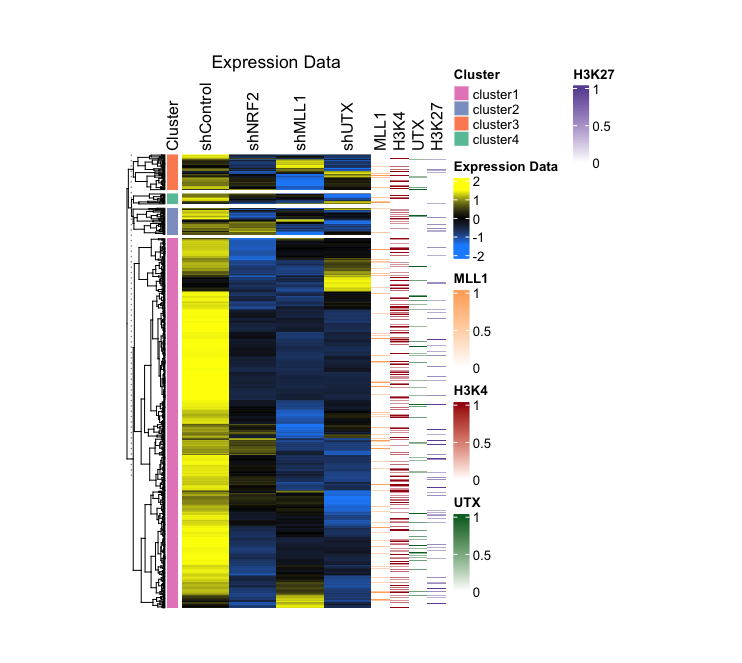 Expression Data
Cluster
shControl
shNRF2
shMLL1
shUTX
MLL1
H3K4
UTX
H3K27
Cluster
cluster1
cluster2
cluster3
cluster4
Expression Data
2
1
0
-1
-2
MLL1
1
0.5
0
H3K4
1
0.5
0
UTX
1
0.5
0
H3K27
1
0.5
0